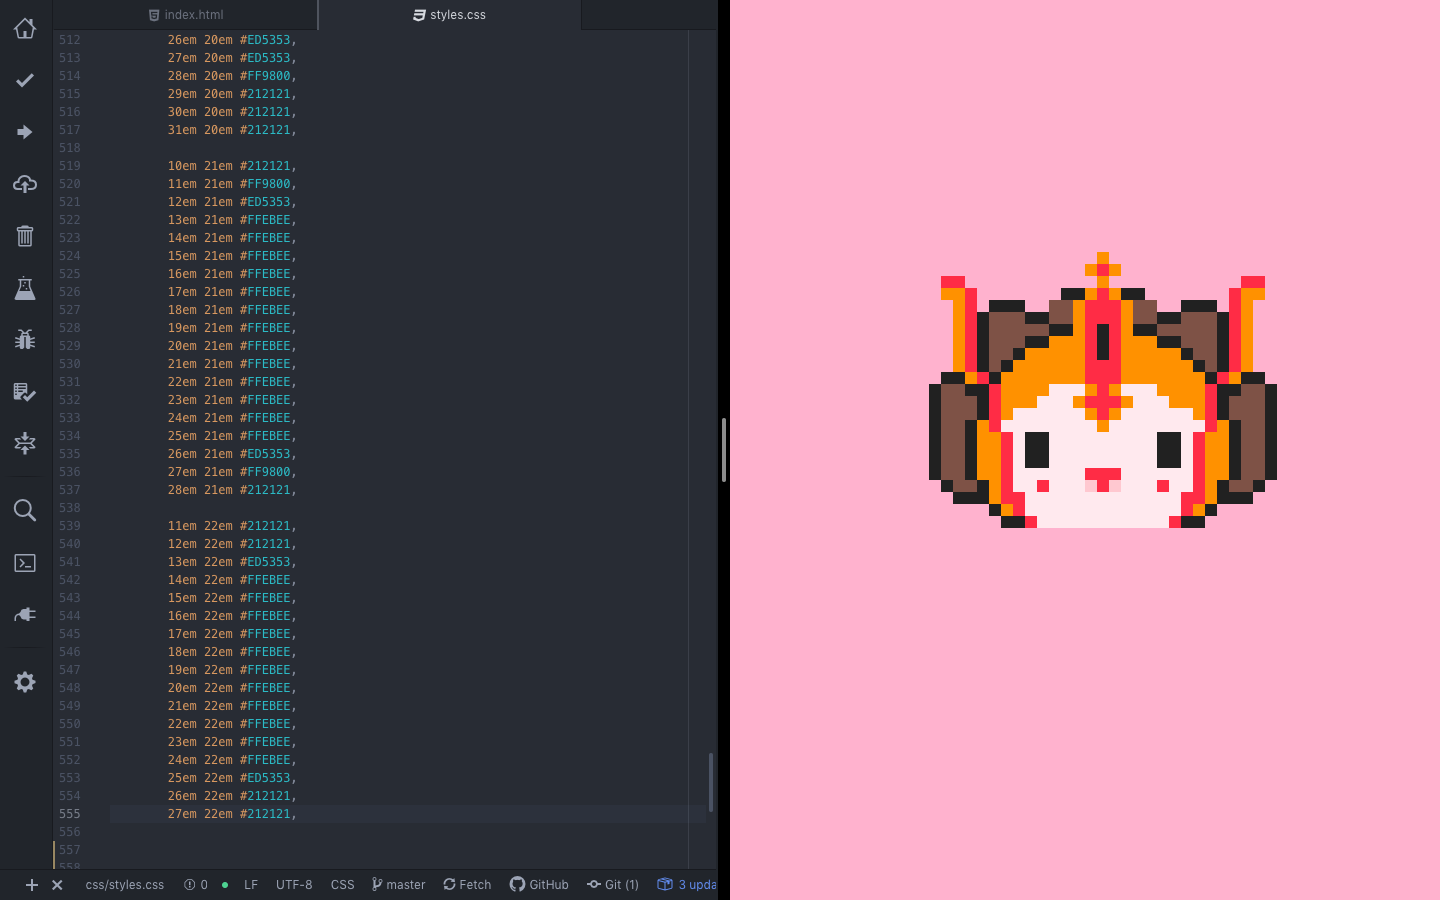 index.html
styles.css
512 26em 20em #ED5353,
513 27em 20em #ED5353,
514 28em 20em #FF9800,
515 29em 20em #212121,
516 30em 20em #212121,
517 31em 20em #212121,
518
519 10em 21em #212121,
520 11em 21em #FF9800,
521 12em 21em #ED5353,
522 13em 21em #FFEBEE,
523 14em 21em #FFEBEE,
524 15em 21em #FFEBEE,
525 16em 21em #FFEBEE,
526 17em 21em #FFEBEE,
527 18em 21em #FFEBEE,
528 19em 21em #FFEBEE,
529 20em 21em #FFEBEE,
530 21em 21em #FFEBEE,
531 22em 21em #FFEBEE,
532 23em 21em #FFEBEE,
533 24em 21em #FFEBEE,
534 25em 21em #FFEBEE,
535 26em 21em #ED5353,
536 27em 21em #FF9800,
537 28em 21em #212121,
538
539 11em 22em #212121,
540 12em 22em #212121,
541 13em 22em #ED5353,
542 14em 22em #FFEBEE,
543 15em 22em #FFEBEE,
544 16em 22em #FFEBEE,
545 17em 22em #FFEBEE,
546 18em 22em #FFEBEE,
547 19em 22em #FFEBEE,
548 20em 22em #FFEBEE,
549 21em 22em #FFEBEE,
550 22em 22em #FFEBEE,
551 23em 22em #FFEBEE,
552 24em 22em #FFEBEE,
553 25em 22em #ED5353,
554 26em 22em #212121,
555 27em 22em #212121,
556
557
558
css/styles.css 0 LF UTF-8 CSS master Fetch GitHub Git (1) 3 upda